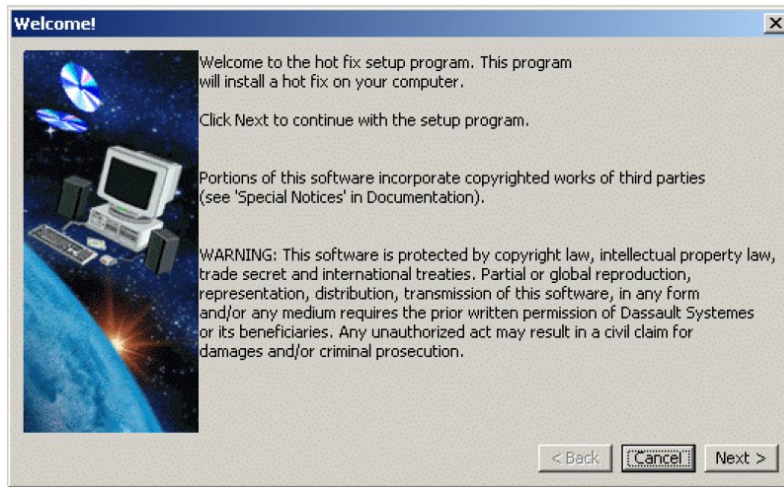 Welcome!
Welcome to the hot fix setup program. This program
will install a hot fix on your computer.
Click Next to continue with the setup program.
Portions of this software incorporate copyrighted works of third parties
(see 'Special Notices' in Documentation).
WARNING: This software is protected by copyright law, intellectual property law,
trade secret and international treaties. Partial or global reproduction,
representation, distribution, transmission of this software, in any form
and/or any medium requires the prior written permission of Dassault Systemes
or its beneficiaries. Any unauthorized act may result in a civil claim for
damages and/or criminal prosecution.
< Back Cancel Next >